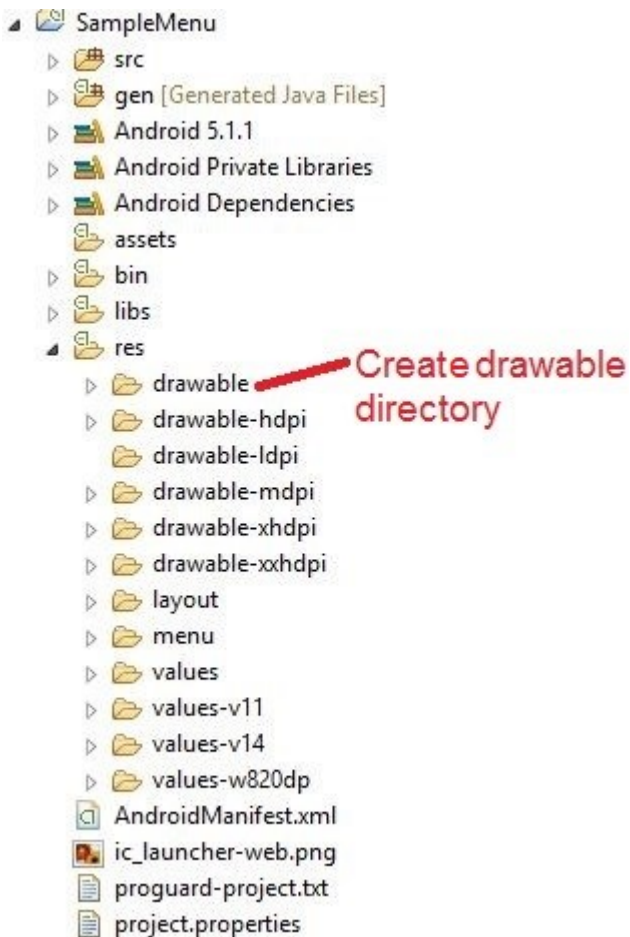 SampleMenu
src
gen [Generated Java Files]
Android 5.1.1
Android Private Libraries
Android Dependencies
assets
bin
libs
res
drawable
Create drawable
directory
drawable-hdpi
drawable-ldpi
drawable-mdpi
drawable-xhdpi
drawable-xxhdpi
layout
menu
values
values-v11
values-v14
values-w820dp
AndroidManifest.xml
ic_launcher-web.png
proguard-project.txt
project.properties